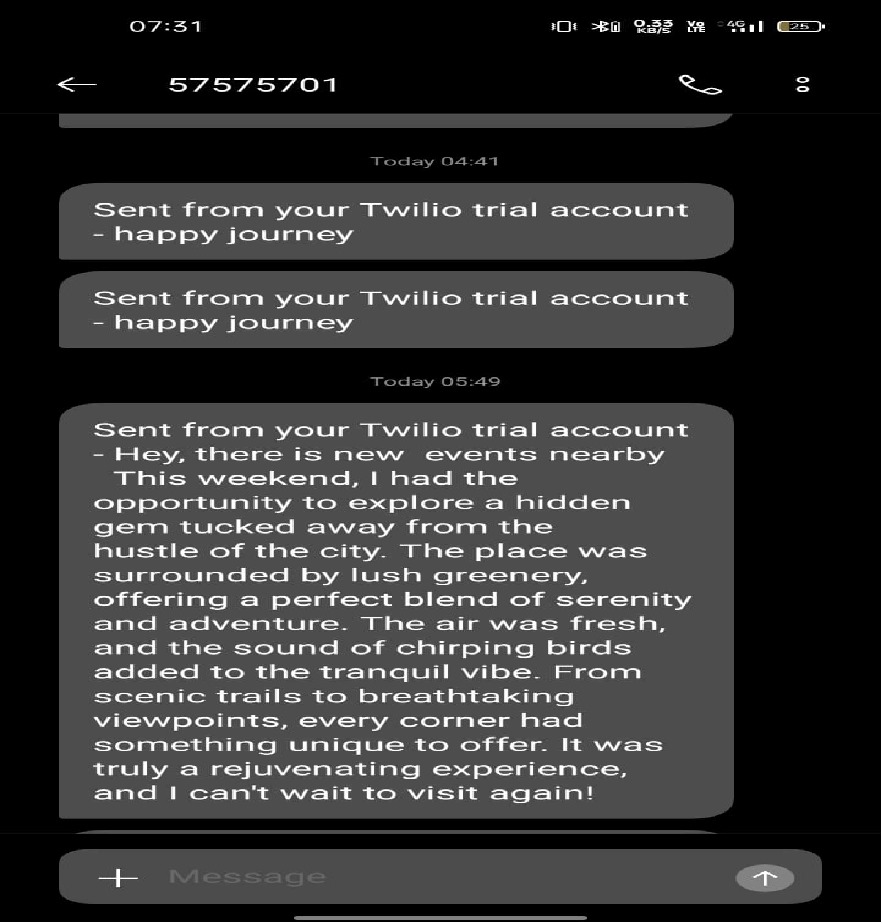 07:31
0.33 KB/S Vo LTE 4G 25
57575701
Today 04:41
Sent from your Twilio trial account
- happy journey
Sent from your Twilio trial account
- happy journey
Today 05:49
Sent from your Twilio trial account
- Hey, there is new  events nearby
This weekend, I had the
opportunity to explore a hidden
gem tucked away from the
hustle of the city. The place was
surrounded by lush greenery,
offering a perfect blend of serenity
and adventure. The air was fresh,
and the sound of chirping birds
added to the tranquil vibe. From
scenic trails to breathtaking
viewpoints, every corner had
something unique to offer. It was
truly a rejuvenating experience,
and I can't wait to visit again!
Message